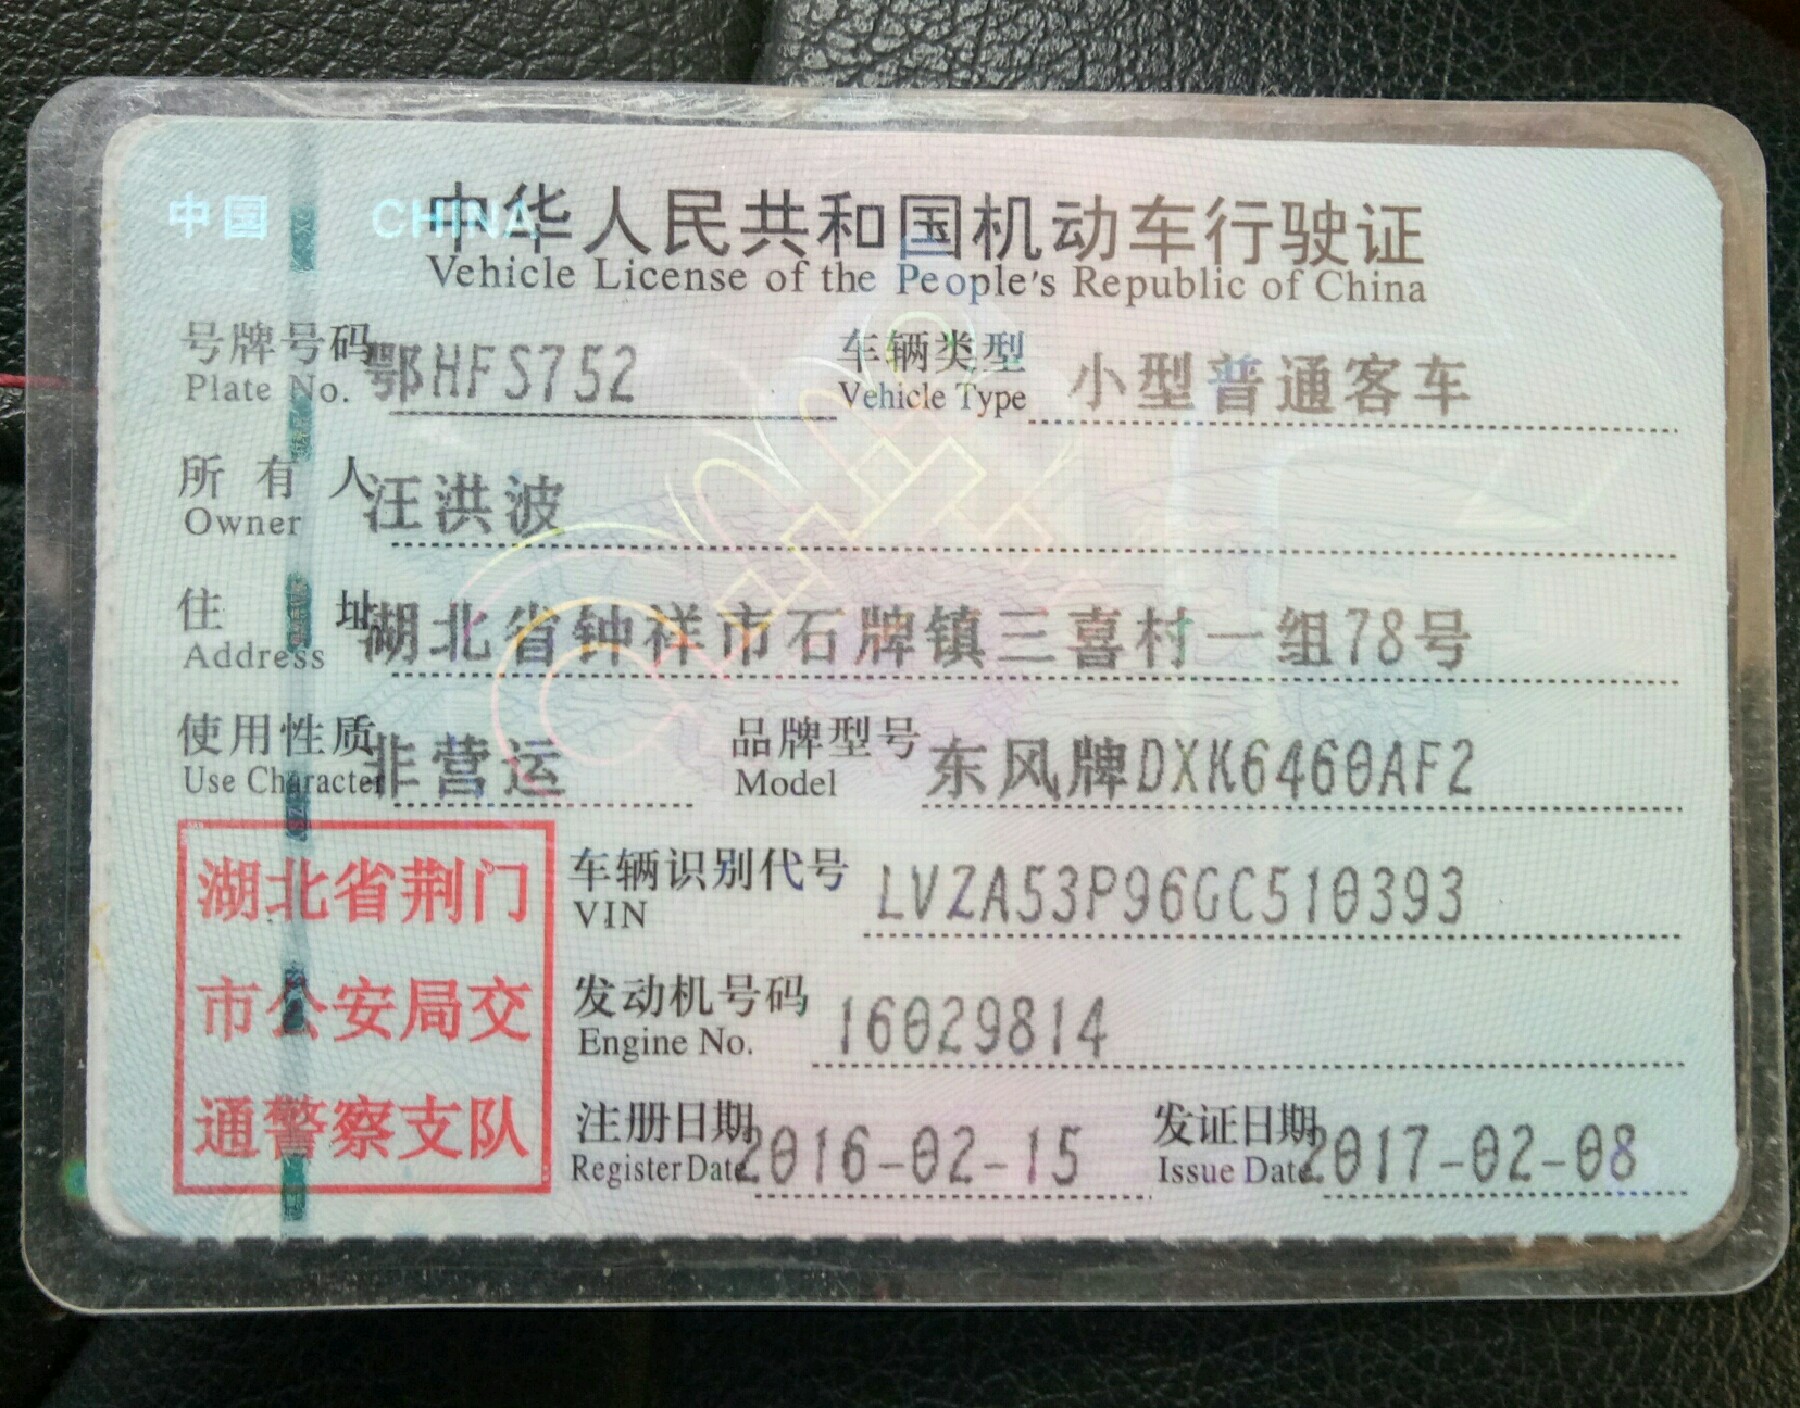 中国 CHINA
中华人民共和国机动车行驶证
Vehicle License of the People's Republic of China
号牌号码 鄂HFS752 车辆类型 小型普通客车
Plate No. Vehicle Type
所有人 汪洪波
Owner
住址 湖北省钟祥市石牌镇三喜村一组78号
Address
使用性质 非营运 品牌型号 东风牌DXK6460AF2
Use Character Model
湖北省荆门
市公安局交
通警察支队
车辆识别代号 LVZA53P96GC510393
VIN
发动机号码 16029814
Engine No.
注册日期 2016-02-15 发证日期 2017-02-08
Register Date Issue Date